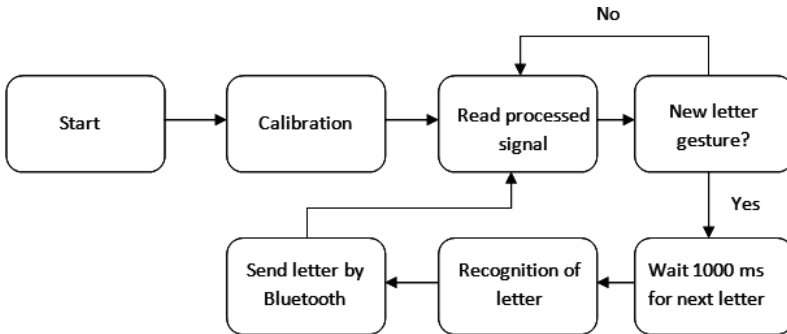 No
Start
Calibration
Read processed
signal
New letter
gesture?
Yes
Send letter by
Bluetooth
Recognition of
letter
Wait 1000 ms
for next letter